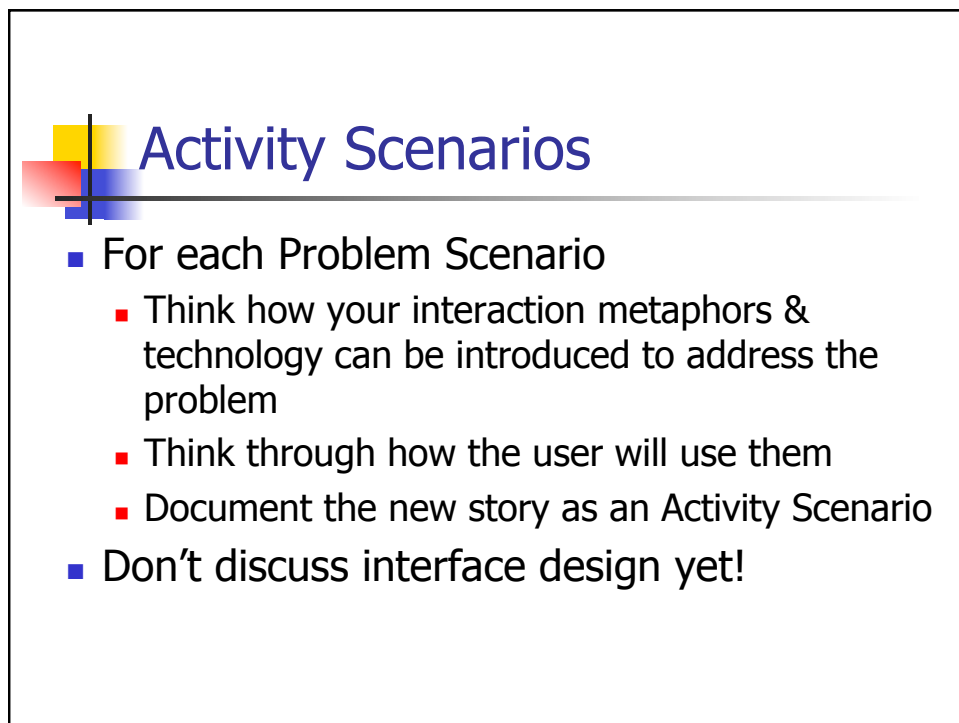 Activity Scenarios
For each Problem Scenario
Think how your interaction metaphors &
technology can be introduced to address the
problem
Think through how the user will use them
Document the new story as an Activity Scenario
Don’t discuss interface design yet!